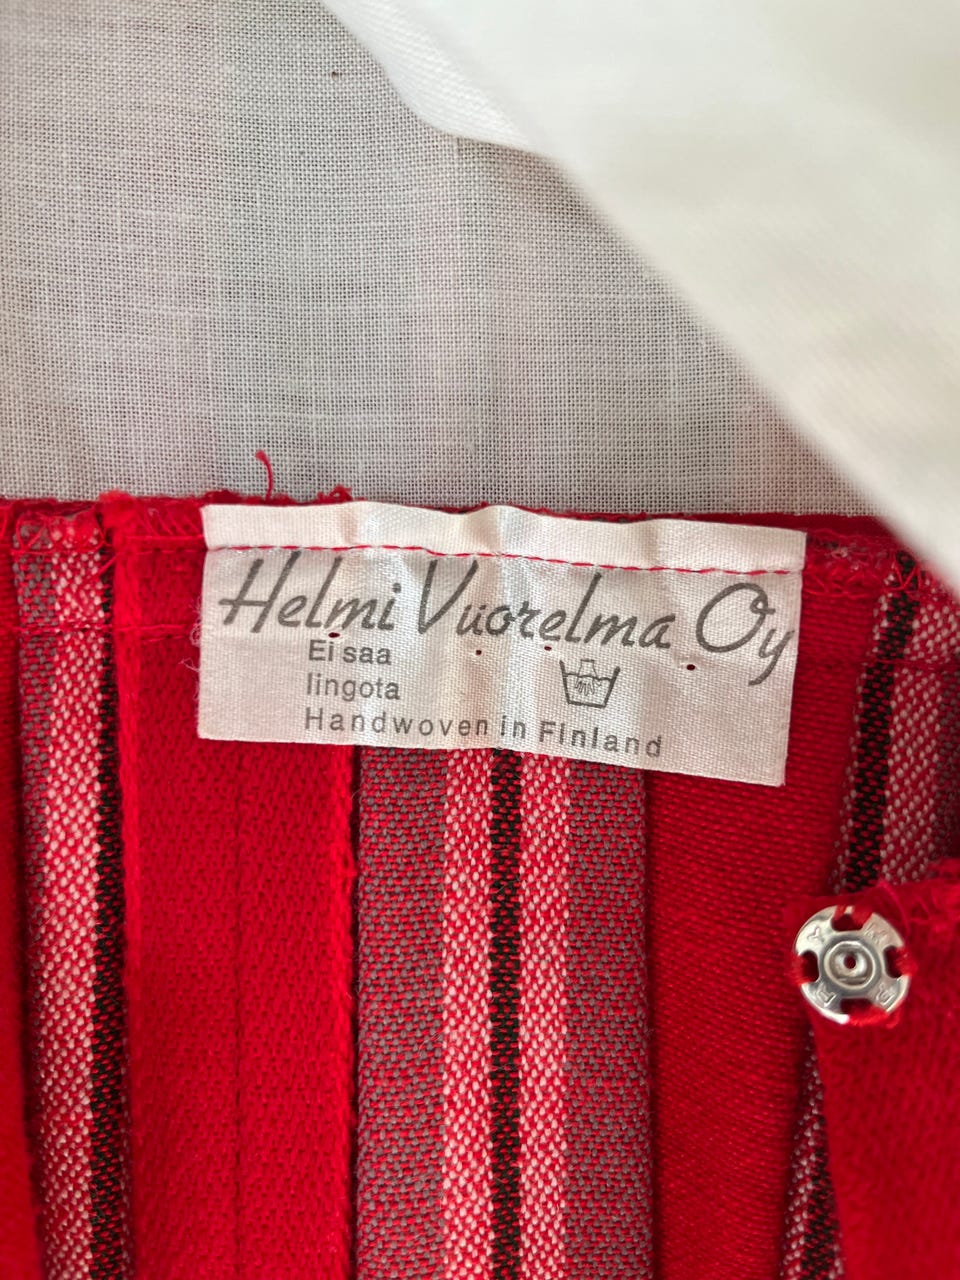 Helmi Vuorelma Oy
Ei saa
lingota
Handwoven in Finland